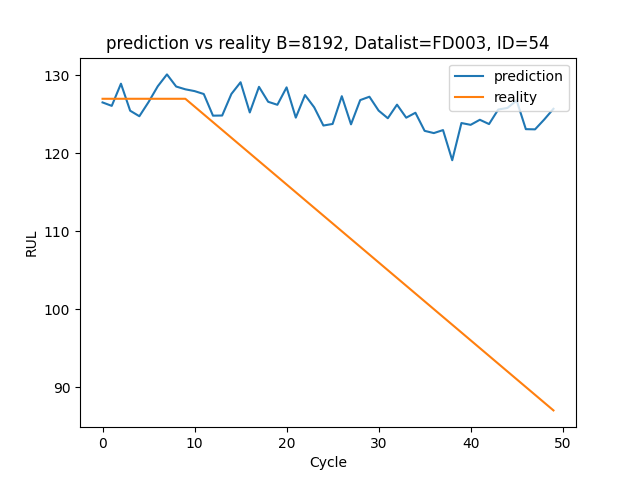 prediction vs reality B=8192, Datalist=FD003, ID=54
prediction
reality
130
120
110
100
90
RUL
0 10 20 30 40 50
Cycle